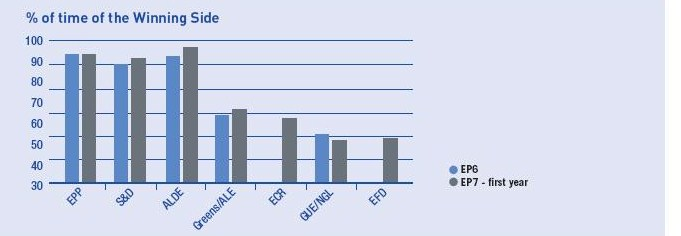 % of time of the Winning Side
100
90
80
70
60
50
40
30
EPP
S&D
ALDE
Greens/ALE
ECR
GUE/NGL
EFD
EP6
EP7 - first year